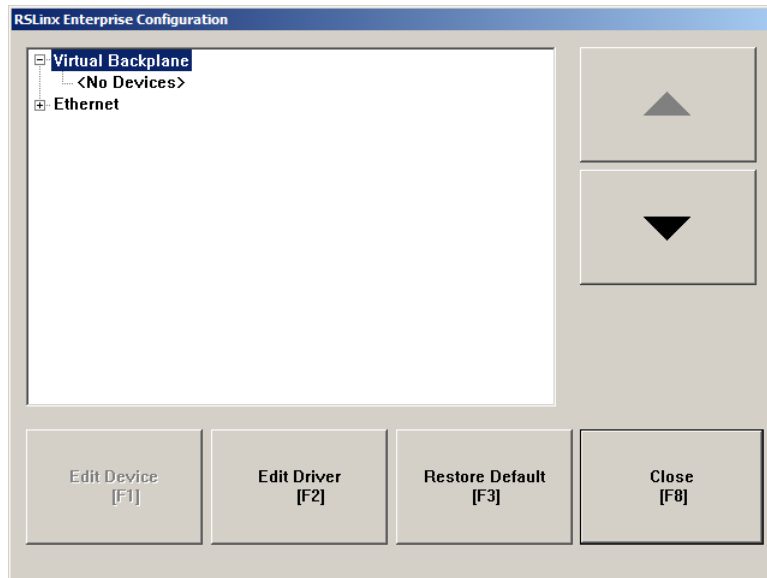 RSLinx Enterprise Configuration
Virtual Backplane
<No Devices>
Ethernet
Edit Device
[F1]
Edit Driver
[F2]
Restore Default
[F3]
Close
[F8]